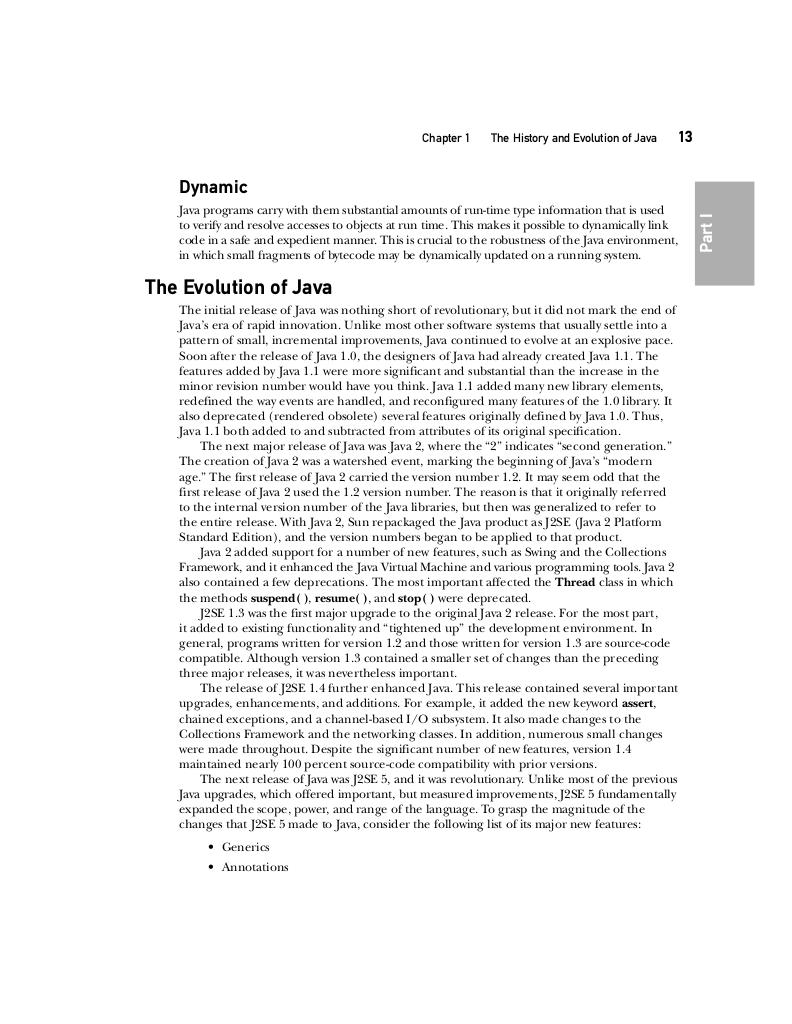 Chapter 1 The History and Evolution of Java 13
Part I
Dynamic
Java programs carry with them substantial amounts of run-time type information that is used
to verify and resolve accesses to objects at run time. This makes it possible to dynamically link
code in a safe and expedient manner. This is crucial to the robustness of the Java environment,
in which small fragments of bytecode may be dynamically updated on a running system.
The Evolution of Java
The initial release of Java was nothing short of revolutionary, but it did not mark the end of
Java’s era of rapid innovation. Unlike most other software systems that usually settle into a
pattern of small, incremental improvements, Java continued to evolve at an explosive pace.
Soon after the release of Java 1.0, the designers of Java had already created Java 1.1. The
features added by Java 1.1 were more significant and substantial than the increase in the
minor revision number would have you think. Java 1.1 added many new library elements,
redefined the way events are handled, and reconfigured many features of the 1.0 library. It
also deprecated (rendered obsolete) several features originally defined by Java 1.0. Thus,
Java 1.1 both added to and subtracted from attributes of its original specification.
The next major release of Java was Java 2, where the “2” indicates “second generation.”
The creation of Java 2 was a watershed event, marking the beginning of Java’s “modern
age.” The first release of Java 2 carried the version number 1.2. It may seem odd that the
first release of Java 2 used the 1.2 version number. The reason is that it originally referred
to the internal version number of the Java libraries, but then was generalized to refer to
the entire release. With Java 2, Sun repackaged the Java product as J2SE (Java 2 Platform
Standard Edition), and the version numbers began to be applied to that product.
Java 2 added support for a number of new features, such as Swing and the Collections
Framework, and it enhanced the Java Virtual Machine and various programming tools. Java 2
also contained a few deprecations. The most important affected the Thread class in which
the methods suspend( ), resume( ), and stop( ) were deprecated.
J2SE 1.3 was the first major upgrade to the original Java 2 release. For the most part,
it added to existing functionality and “tightened up” the development environment. In
general, programs written for version 1.2 and those written for version 1.3 are source-code
compatible. Although version 1.3 contained a smaller set of changes than the preceding
three major releases, it was nevertheless important.
The release of J2SE 1.4 further enhanced Java. This release contained several important
upgrades, enhancements, and additions. For example, it added the new keyword assert,
chained exceptions, and a channel-based I/O subsystem. It also made changes to the
Collections Framework and the networking classes. In addition, numerous small changes
were made throughout. Despite the significant number of new features, version 1.4
maintained nearly 100 percent source-code compatibility with prior versions.
The next release of Java was J2SE 5, and it was revolutionary. Unlike most of the previous
Java upgrades, which offered important, but measured improvements, J2SE 5 fundamentally
expanded the scope, power, and range of the language. To grasp the magnitude of the
changes that J2SE 5 made to Java, consider the following list of its major new features:
• Generics
• Annotations